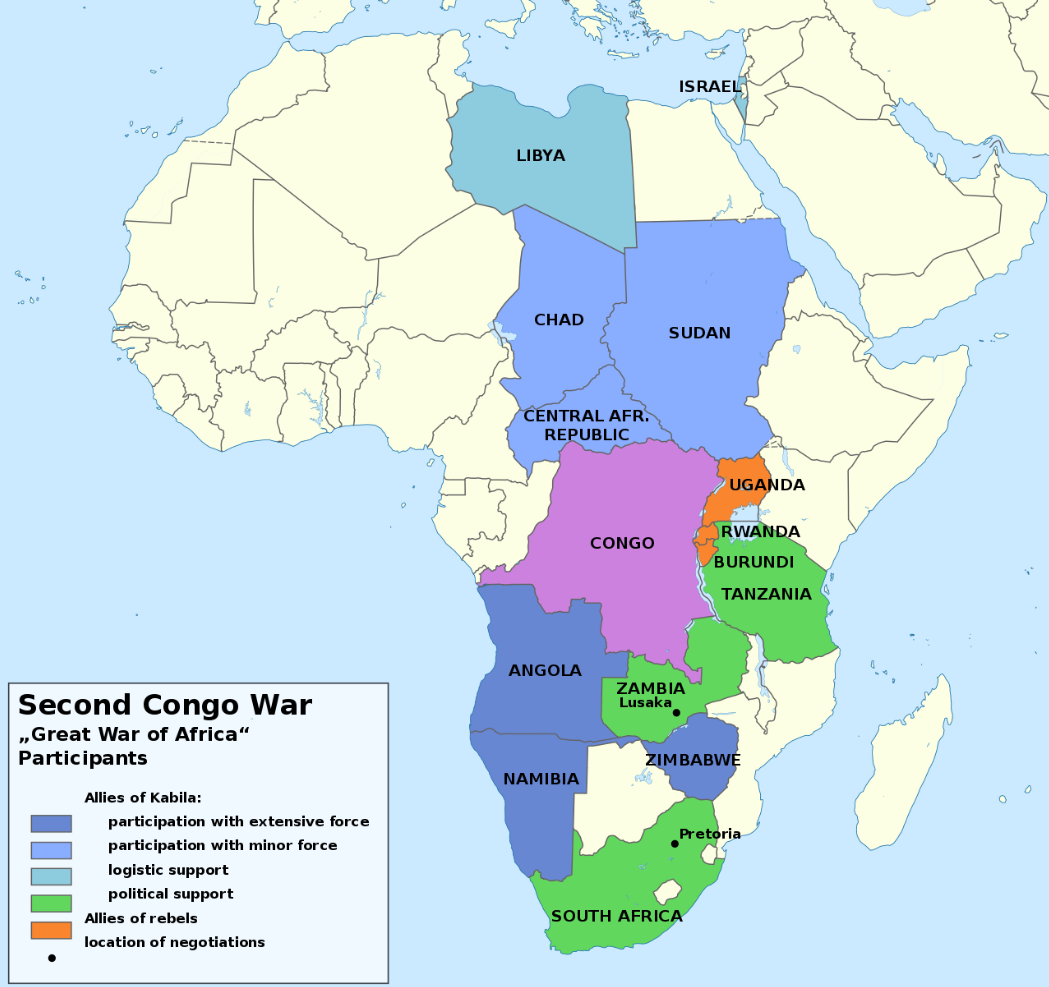 ISRAEL
LIBYA
CHAD
SUDAN
CENTRAL AFR.
REPUBLIC
UGANDA
RWANDA
CONGO
BURUNDI
TANZANIA
ANGOLA
ZAMBIA
Lusaka
ZIMBABWE
NAMIBIA
Pretoria
SOUTH AFRICA
Second Congo War
„Great War of Africa“
Participants
Allies of Kabila:
participation with extensive force
participation with minor force
logistic support
political support
Allies of rebels
location of negotiations